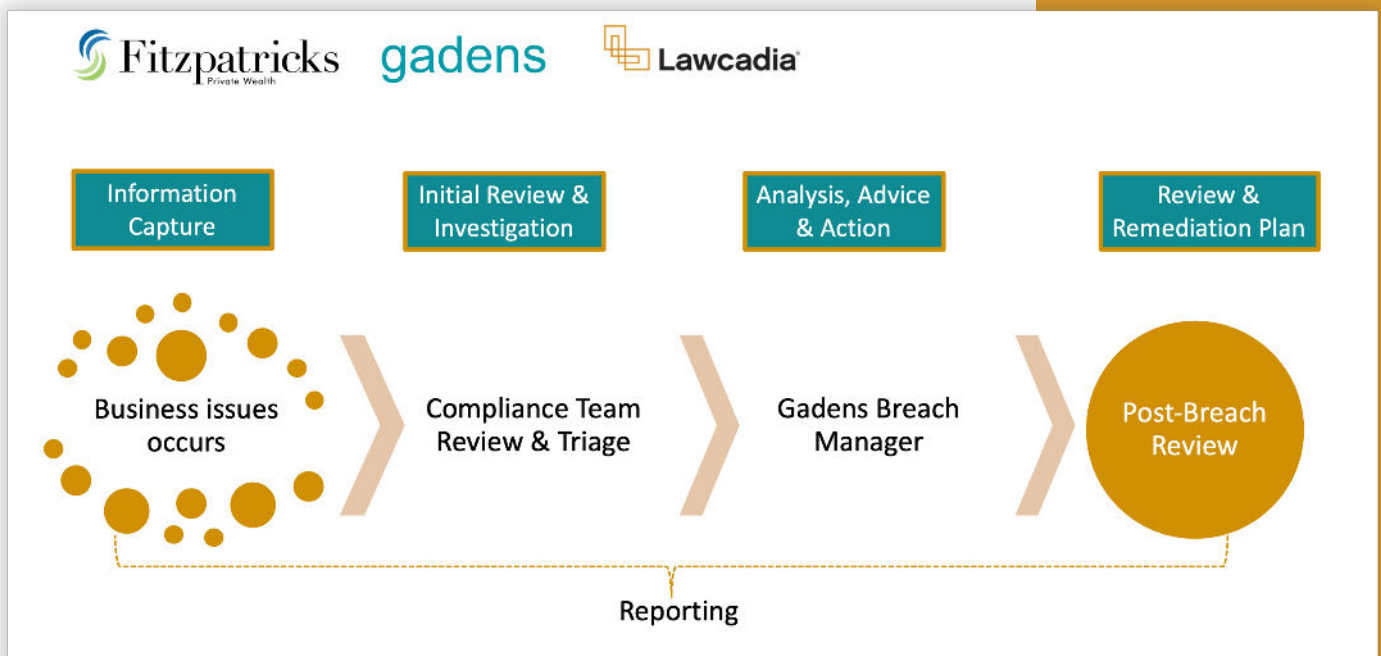 Fitzpatricks
Private Wealth
gadens
Lawcadia
Information
Capture
Initial Review &
Investigation
Analysis, Advice
& Action
Review &
Remediation Plan
Business issues
occurs
Compliance Team
Review & Triage
Gadens Breach
Manager
Post-Breach
Review
Reporting